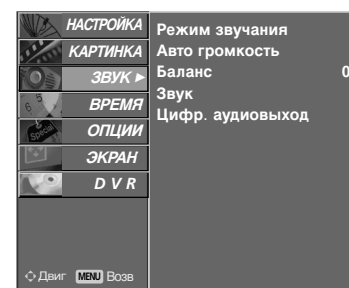 НАСТРОЙКА
КАРТИНКА
ЗВУК ►
ВРЕМЯ
ОПЦИИ
ЭКРАН
D V R
Режим звучания
Авто громкость
Баланс 0
Звук
Цифр. аудиовыход
Двиг MENU Возв